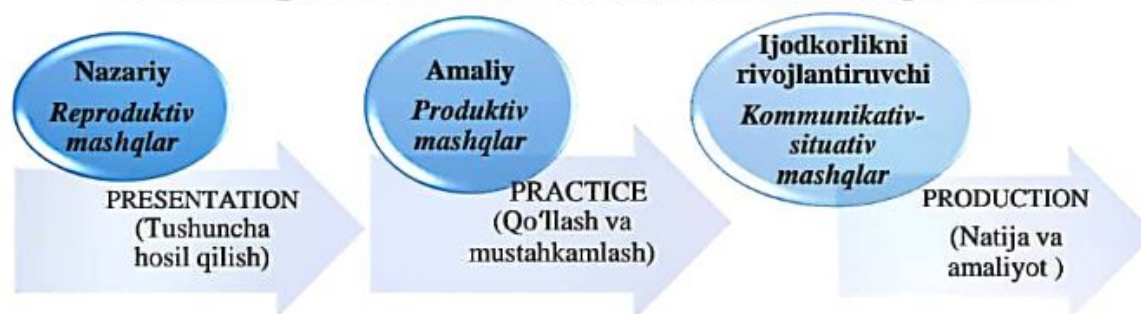 Nazariy
Reproduktiv
mashqlar
PRESENTATION
(Tushuncha
hosil qilish)
Amaliy
Produktiv
mashqlar
PRACTICE
(Qo‘llash va
mustahkamlash)
Ijodkorlikni
rivojlantiruvchi
Kommunikativ-
situativ
mashqlar
PRODUCTION
(Natija va
amaliyot )